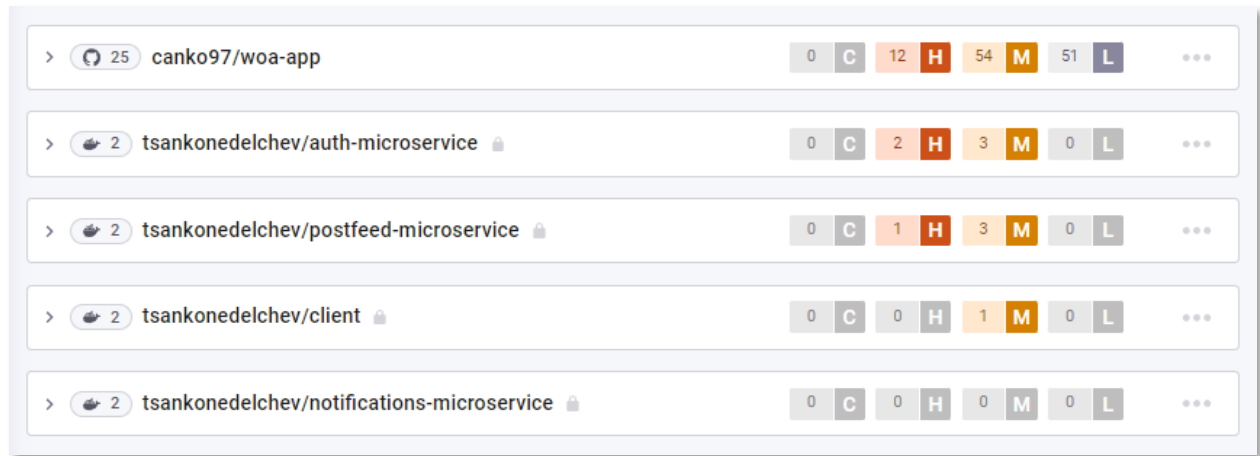 25 canko97/woa-app 0 C 12 H 54 M 51 L
2 tsankonedelchev/auth-microservice 0 C 2 H 3 M 0 L
2 tsankonedelchev/postfeed-microservice 0 C 1 H 3 M 0 L
2 tsankonedelchev/client 0 C 0 H 1 M 0 L
2 tsankonedelchev/notifications-microservice 0 C 0 H 0 M 0 L